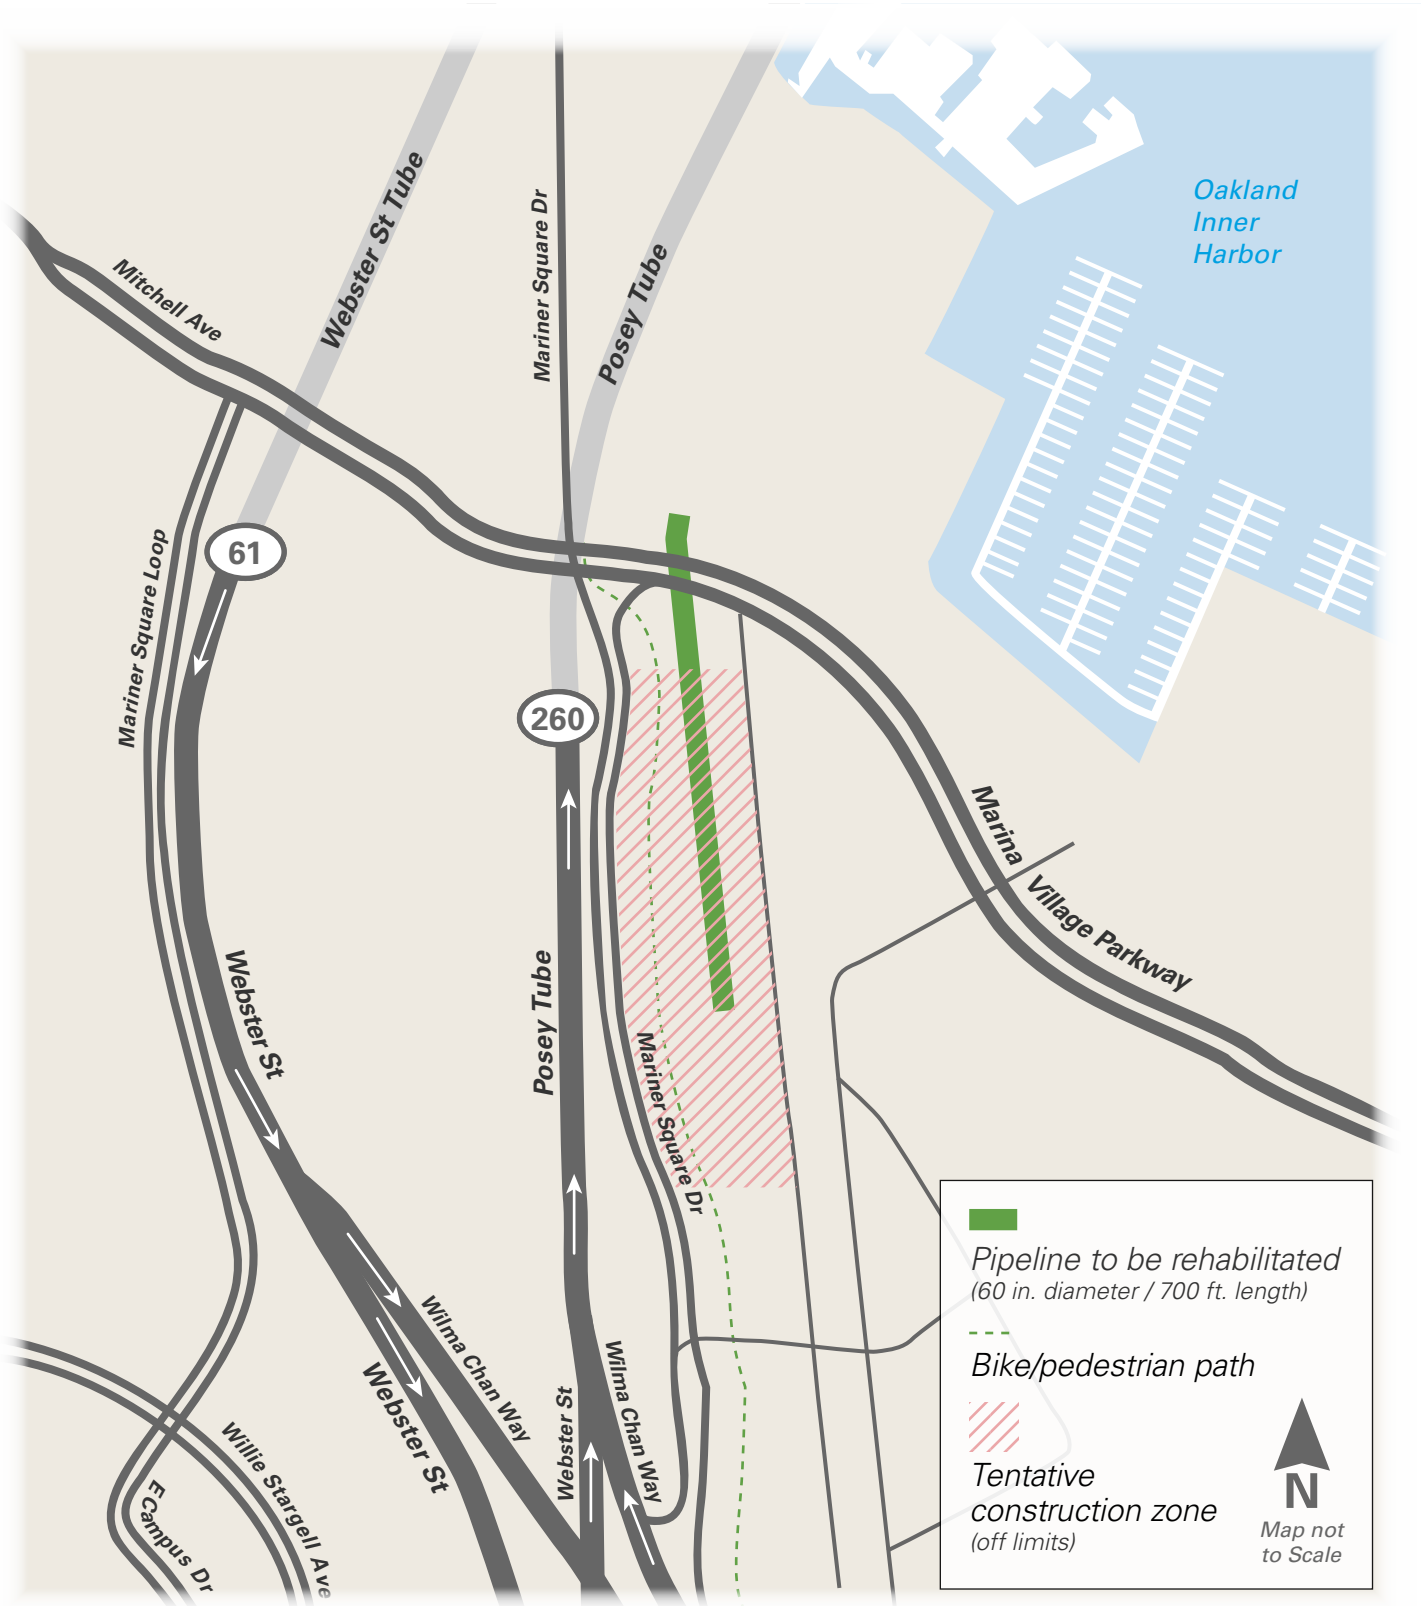 Oakland
Inner
Harbor
Webster St Tube
Mariner Square Dr
Posey Tube
Mitchell Ave
61
Mariner Square Loop
260
Marina
Village Parkway
Webster St
Posey Tube
Mariner Square Dr
Wilma Chan Way
Webster St
Webster St
Wilma Chan Way
Willie Stargell Ave
E Campus Dr
Pipeline to be rehabilitated
(60 in. diameter / 700 ft. length)
Bike/pedestrian path
Tentative
construction zone
(off limits)
N
Map not
to Scale